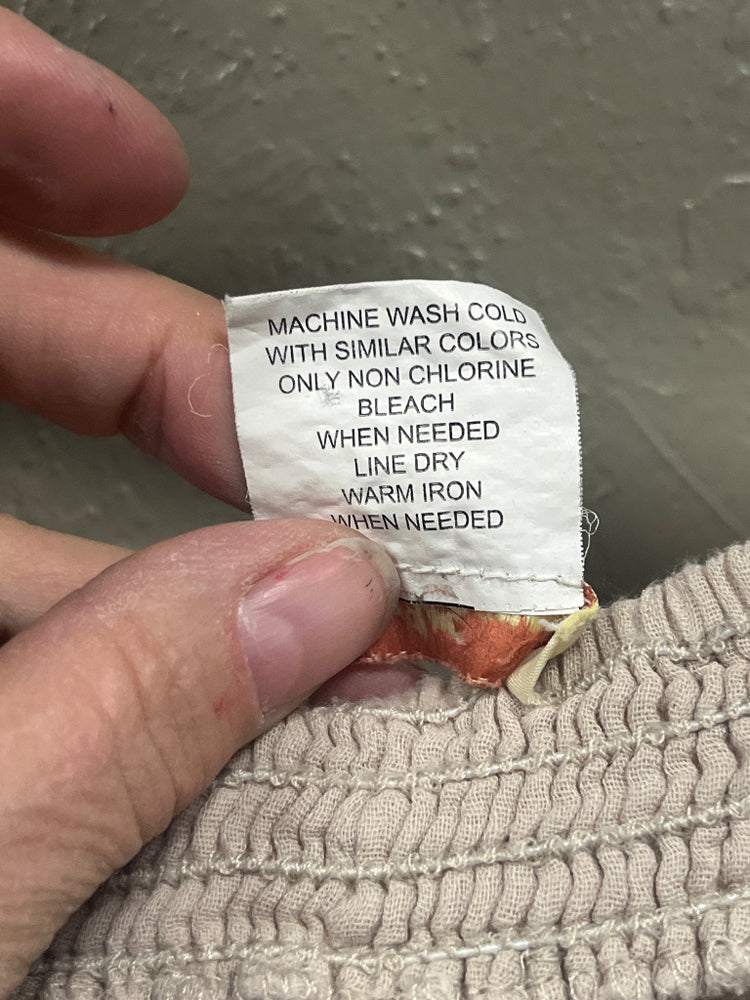 MACHINE WASH COLD
WITH SIMILAR COLORS
ONLY NON CHLORINE
BLEACH
WHEN NEEDED
LINE DRY
WARM IRON
WHEN NEEDED